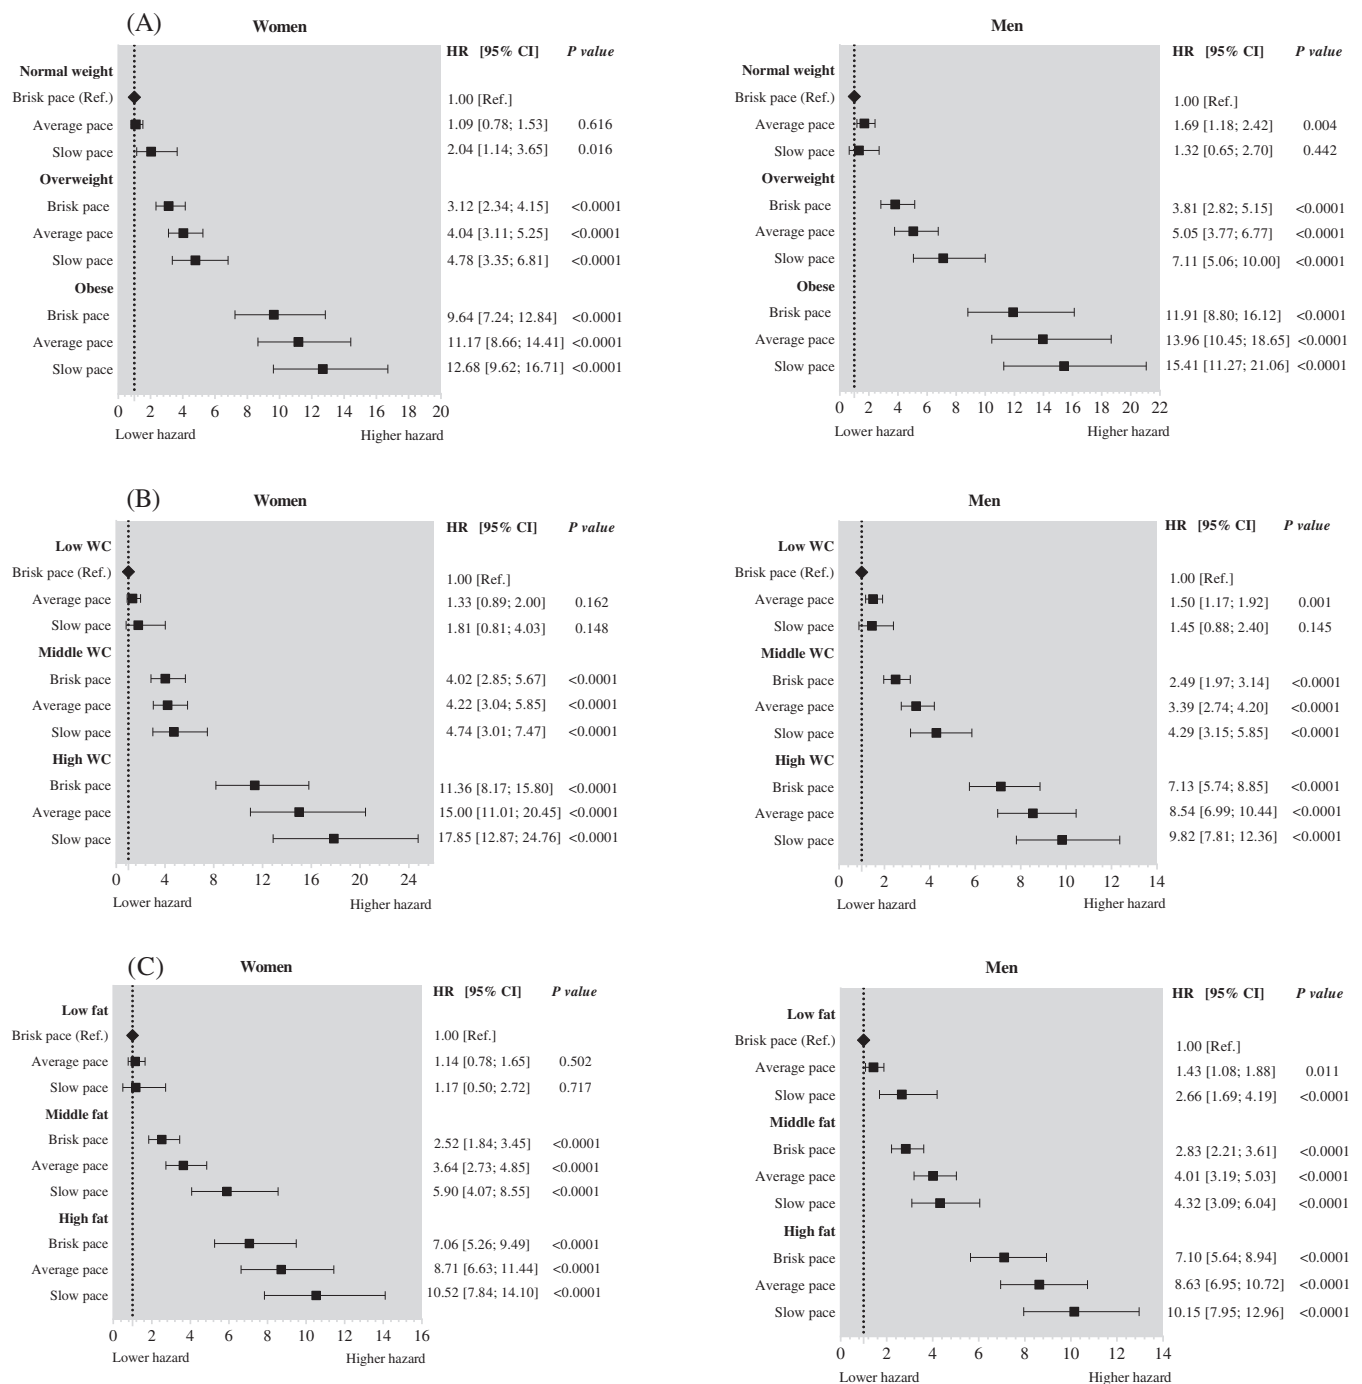 (A)
Women
HR [95% CI] P value
Normal weight
Brisk pace (Ref.) 1.00 [Ref.]
Average pace 1.09 [0.78; 1.53] 0.616
Slow pace 2.04 [1.14; 3.65] 0.016
Overweight
Brisk pace 3.12 [2.34; 4.15] <0.0001
Average pace 4.04 [3.11; 5.25] <0.0001
Slow pace 4.78 [3.35; 6.81] <0.0001
Obese
Brisk pace 9.64 [7.24; 12.84] <0.0001
Average pace 11.17 [8.66; 14.41] <0.0001
Slow pace 12.68 [9.62; 16.71] <0.0001
0 2 4 6 8 10 12 14 16 18 20
Lower hazard Higher hazard
Men
HR [95% CI] P value
Normal weight
Brisk pace (Ref.) 1.00 [Ref.]
Average pace 1.69 [1.18; 2.42] 0.004
Slow pace 1.32 [0.65; 2.70] 0.442
Overweight
Brisk pace 3.81 [2.82; 5.15] <0.0001
Average pace 5.05 [3.77; 6.77] <0.0001
Slow pace 7.11 [5.06; 10.00] <0.0001
Obese
Brisk pace 11.91 [8.80; 16.12] <0.0001
Average pace 13.96 [10.45; 18.65] <0.0001
Slow pace 15.41 [11.27; 21.06] <0.0001
0 2 4 6 8 10 12 14 16 18 20 22
Lower hazard Higher hazard
(B)
Women
HR [95% CI] P value
Low WC
Brisk pace (Ref.) 1.00 [Ref.]
Average pace 1.33 [0.89; 2.00] 0.162
Slow pace 1.81 [0.81; 4.03] 0.148
Middle WC
Brisk pace 4.02 [2.85; 5.67] <0.0001
Average pace 4.22 [3.04; 5.85] <0.0001
Slow pace 4.74 [3.01; 7.47] <0.0001
High WC
Brisk pace 11.36 [8.17; 15.80] <0.0001
Average pace 15.00 [11.01; 20.45] <0.0001
Slow pace 17.85 [12.87; 24.76] <0.0001
0 4 8 12 16 20 24
Lower hazard Higher hazard
Men
HR [95% CI] P value
Low WC
Brisk pace (Ref.) 1.00 [Ref.]
Average pace 1.50 [1.17; 1.92] 0.001
Slow pace 1.45 [0.88; 2.40] 0.145
Middle WC
Brisk pace 2.49 [1.97; 3.14] <0.0001
Average pace 3.39 [2.74; 4.20] <0.0001
Slow pace 4.29 [3.15; 5.85] <0.0001
High WC
Brisk pace 7.13 [5.74; 8.85] <0.0001
Average pace 8.54 [6.99; 10.44] <0.0001
Slow pace 9.82 [7.81; 12.36] <0.0001
0 2 4 6 8 10 12 14
Lower hazard Higher hazard
(C)
Women
HR [95% CI] P value
Low fat
Brisk pace (Ref.) 1.00 [Ref.]
Average pace 1.14 [0.78; 1.65] 0.502
Slow pace 1.17 [0.50; 2.72] 0.717
Middle fat
Brisk pace 2.52 [1.84; 3.45] <0.0001
Average pace 3.64 [2.73; 4.85] <0.0001
Slow pace 5.90 [4.07; 8.55] <0.0001
High fat
Brisk pace 7.06 [5.26; 9.49] <0.0001
Average pace 8.71 [6.63; 11.44] <0.0001
Slow pace 10.52 [7.84; 14.10] <0.0001
0 2 4 6 8 10 12 14 16
Lower hazard Higher hazard
Men
HR [95% CI] P value
Low fat
Brisk pace (Ref.) 1.00 [Ref.]
Average pace 1.43 [1.08; 1.88] 0.011
Slow pace 2.66 [1.69; 4.19] <0.0001
Middle fat
Brisk pace 2.83 [2.21; 3.61] <0.0001
Average pace 4.01 [3.19; 5.03] <0.0001
Slow pace 4.32 [3.09; 6.04] <0.0001
High fat
Brisk pace 7.10 [5.64; 8.94] <0.0001
Average pace 8.63 [6.95; 10.72] <0.0001
Slow pace 10.15 [7.95; 12.96] <0.0001
0 2 4 6 8 10 12 14
Lower hazard Higher hazard